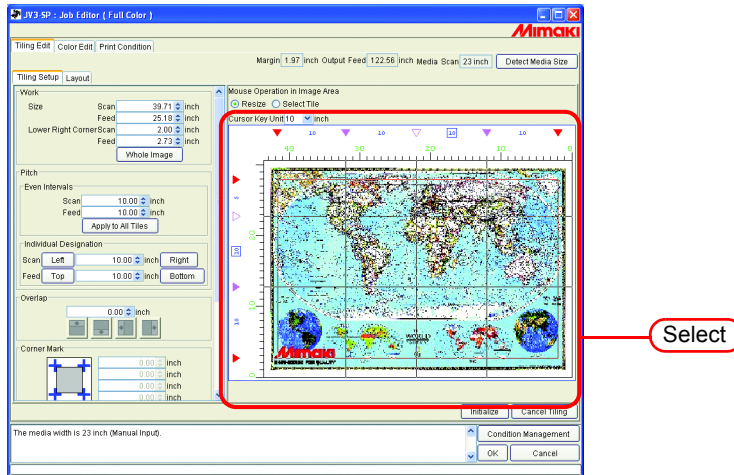 JV3-SP : Job Editor ( Full Color )
Mimaki
Tiling Edit Color Edit Print Condition
Margin 1.97 inch Output Feed 122.56 inch Media Scan 23 inch Detect Media Size
Tiling Setup Layout
Work
Size Scan 39.71 inch
Feed 25.18 inch
Lower Right Corner Scan 2.00 inch
Feed 2.73 inch
Whole Image
Pitch
Even Intervals
Scan 10.00 inch
Feed 10.00 inch
Apply to All Tiles
Individual Designation
Scan Left 10.00 inch Right
Feed Top 10.00 inch Bottom
Overlap
0.00 inch
Corner Mark
0.00 inch
0.00 inch
0.00 inch
0.00 inch
Mouse Operation in Image Area
Resize Select Tile
Cursor Key Unit 10 inch
10 10 10 10
40 30 20 10 0
20
10
0
10
10
WORLD
Mimaki
Select
Initialize Cancel Tiling
The media width is 23 inch (Manual Input).
Condition Management
OK Cancel